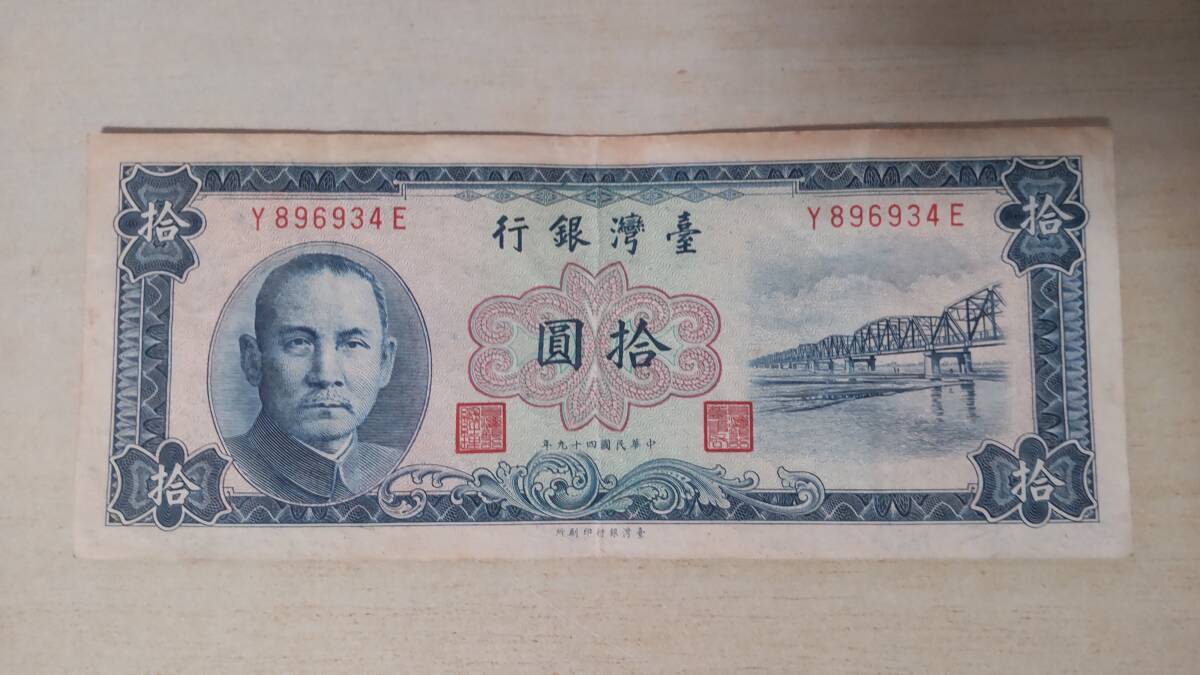 Y896934E
臺灣銀行
Y896934E
拾
拾
拾圓
中華民國四十九年
拾
拾
臺灣銀行印刷所